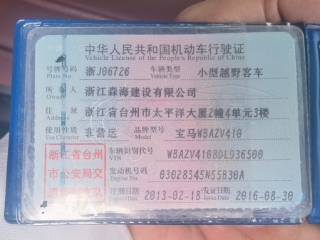 中华人民共和国机动车行驶证
Vehicle License of the People's Republic of China
号牌号码 浙J06726 车辆类型 小型越野客车
Plate No. Vehicle Type
所有人 浙江森海建设有限公司
Owner
住址 浙江省台州市太平洋大厦2幢4单元3楼
Address
使用性质 非营运 品牌型号 宝马WBAZV410
Use Character Model
浙江省台州 车辆识别代号 WBAZV4108DL936500
VIN
市公安局交 发动机号码 03028345N55B30A
Engine No.
注册日期 2013-02-18 发证日期 2016-08-30
Register Date Issue Date